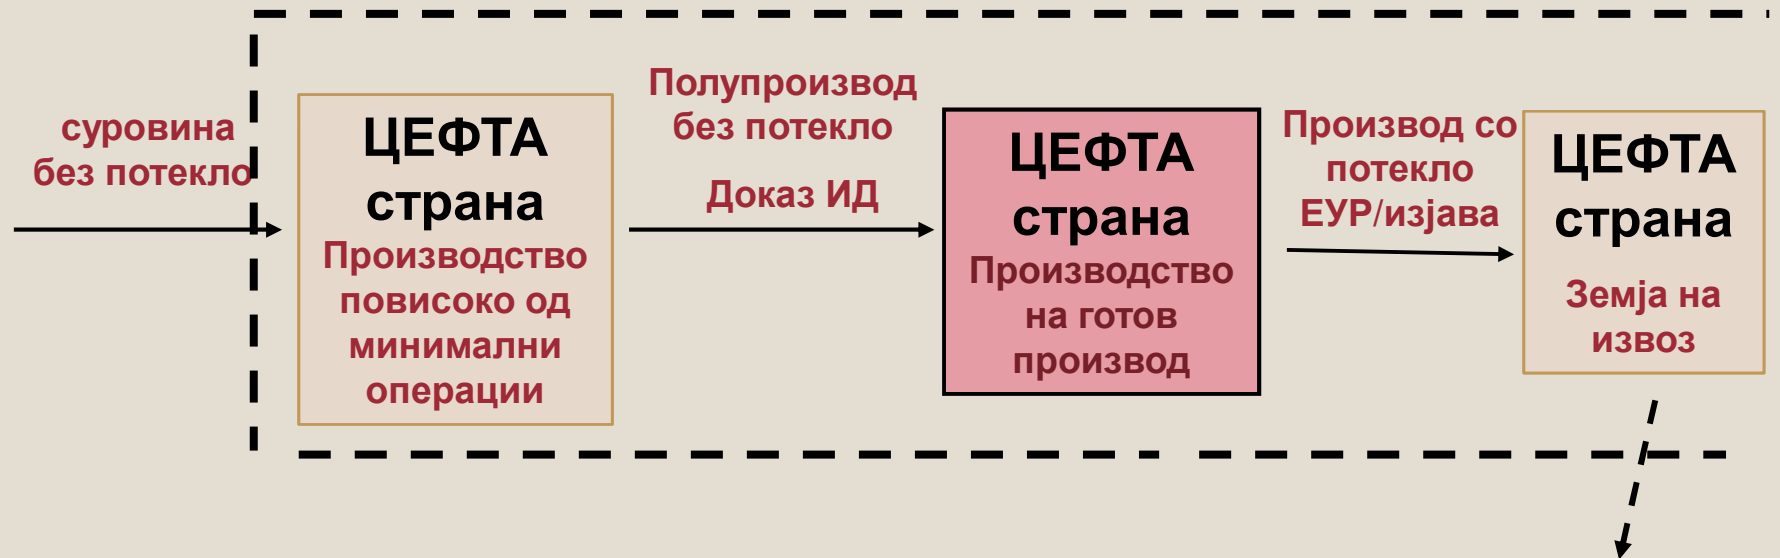 суровина
без потекло
ЦЕФТА
страна
Производство
повисоко од
минимални
операции
Полупроизвод
без потекло
Доказ ИД
ЦЕФТА
страна
Производство
на готов
производ
Производ со
потекло
ЕУР/изјава
ЦЕФТА
страна
Земја на
извоз